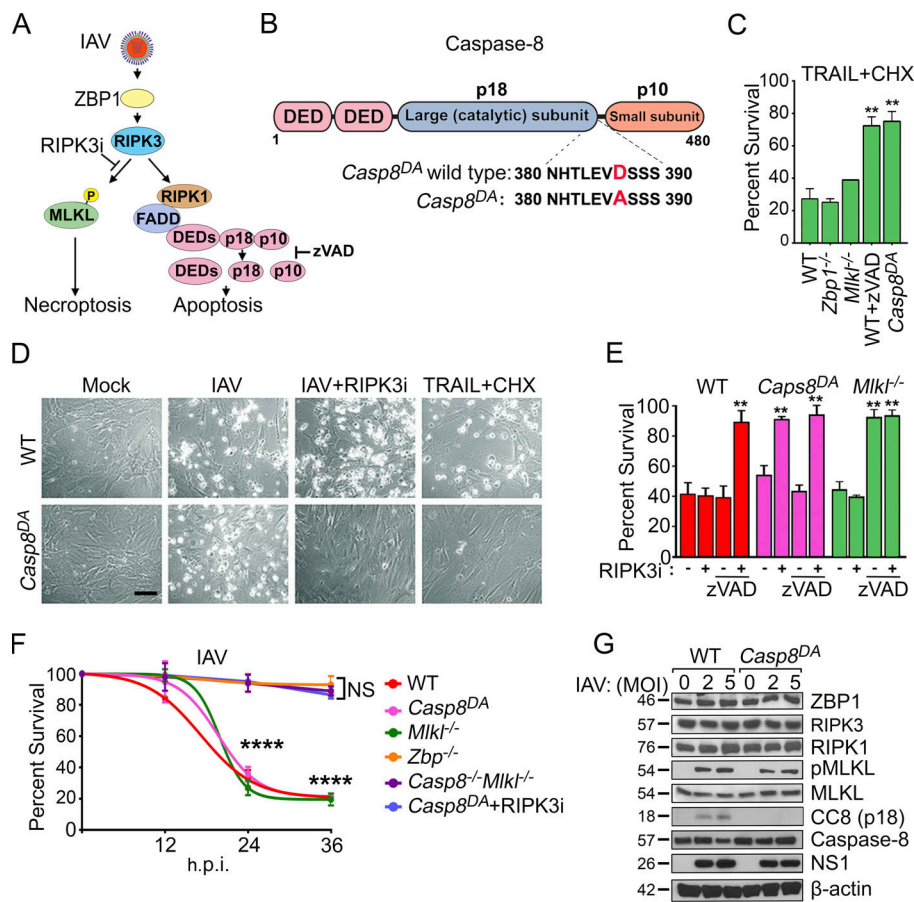 A
IAV
ZBP1
RIPK3i
RIPK3
P
MLKL
RIPK1
FADD
DEDs p18 p10
zVAD
DEDs p18 p10
Necroptosis Apoptosis
B
Caspase-8
p18 p10
DED DED Large (catalytic) subunit Small subunit
1 480
Casp8DA wild type: 380 NHTLEVDSSS 390
Casp8DA: 380 NHTLEVASSS 390
C
TRAIL+CHX
Percent Survival
100
80
60
40
20
0
** **
WT
Zbp1-/-
Mlkl-/-
WT+zVAD
Casp8DA
D
Mock IAV IAV+RIPK3i TRAIL+CHX
WT
Casp8DA
E
WT Caps8DA Mlkl-/-
Percent Survival
100
80
60
40
20
0
** ** ** ** **
RIPK3i : - + - + - + - + - + - +
zVAD zVAD zVAD
F
IAV
Percent Survival
100
80
60
40
20
0
12 24 36
h.p.i.
NS
****
****
WT
Casp8DA
Mlkl-/-
Zbp-/-
Casp8-/-Mlkl-/-
Casp8DA+RIPK3i
G
WT Casp8DA
IAV: (MOI) 0 2 5 0 2 5
46 ZBP1
57 RIPK3
76 RIPK1
54 pMLKL
54 MLKL
18 CC8 (p18)
57 Caspase-8
26 NS1
42 β-actin